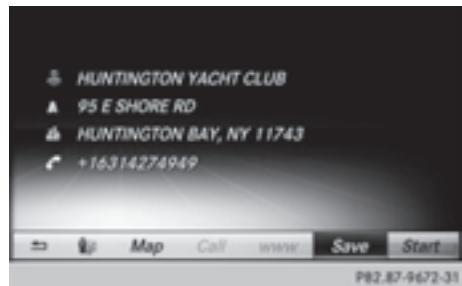 HUNTINGTON YACHT CLUB
95 E SHORE RD
HUNTINGTON BAY, NY 11743
+16314274949
Map Call www Save Start
P82.87-9672-31